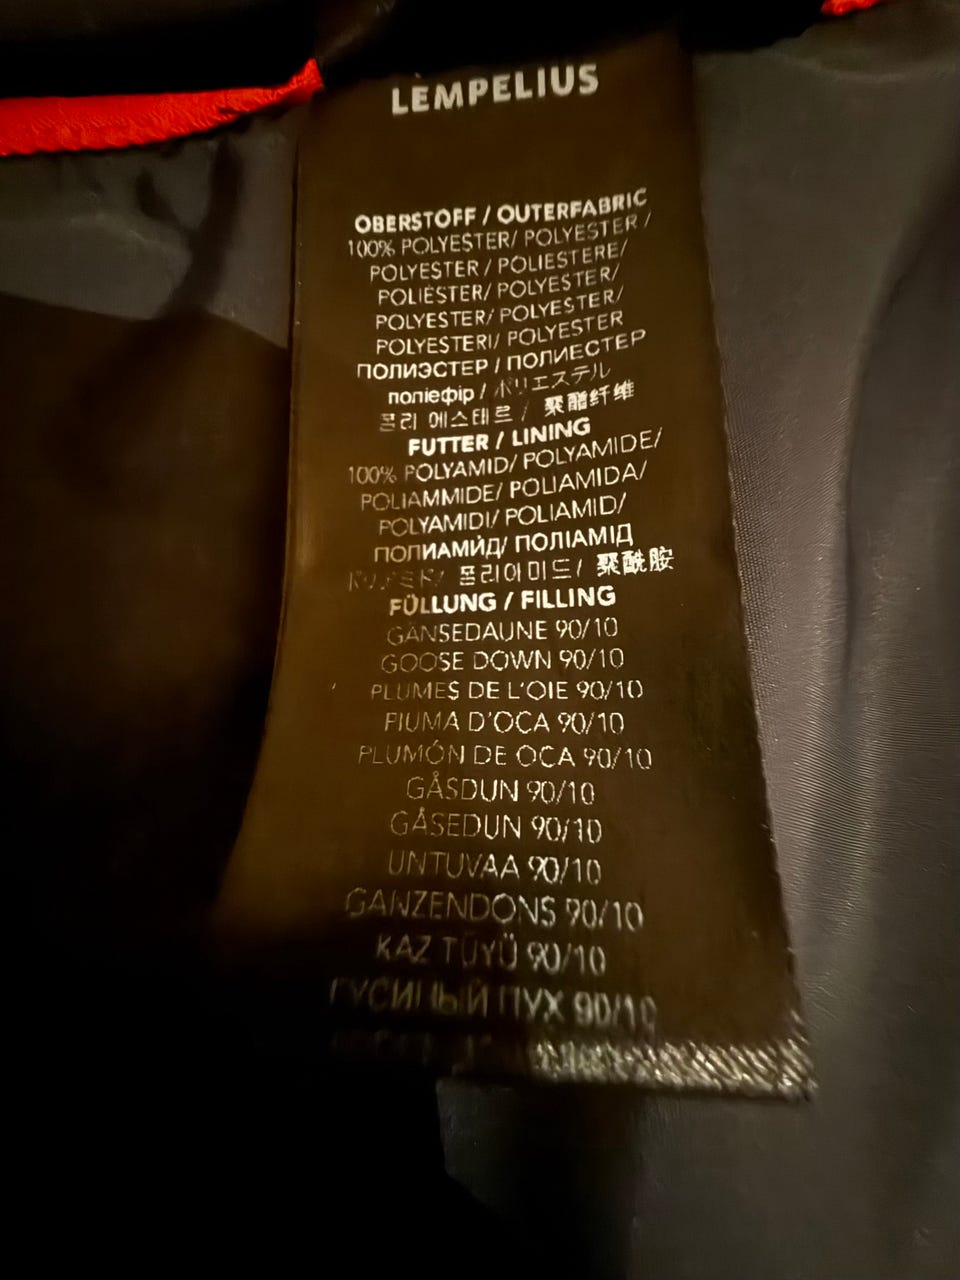 LEMPELIUS
OBERSTOFF / OUTERFABRIC
100% POLYESTER/ POLYESTER /
POLYESTER / POLIESTERE/
POLIÉSTER/ POLYESTER/
POLYESTER/ POLYESTER/
POLYESTERI/ POLYESTER
ПОЛИЭСТЕР / ПОЛИЕСТЕР
поліефір / ポリエステル
폴리 에스테르 / 聚酯纤维
FUTTER / LINING
100% POLYAMID/ POLYAMIDE/
POLIAMMIDE/ POLIAMIDA/
POLYAMIDI/ POLIAMID/
ПОЛИАМИД/ ПОЛІАМІД
폴리아미드/ 聚酰胺
FÜLLUNG / FILLING
GÄNSEDAUNE 90/10
GOOSE DOWN 90/10
PLUMES DE L'OIE 90/10
PIUMA D'OCA 90/10
PLUMÓN DE OCA 90/10
GÅSDUN 90/10
GÅSEDUN 90/10
UNTUVAA 90/10
GANZENDONS 90/10
KAZ TÜYÜ 90/10
ГУСИНЫЙ ПУХ 90/10